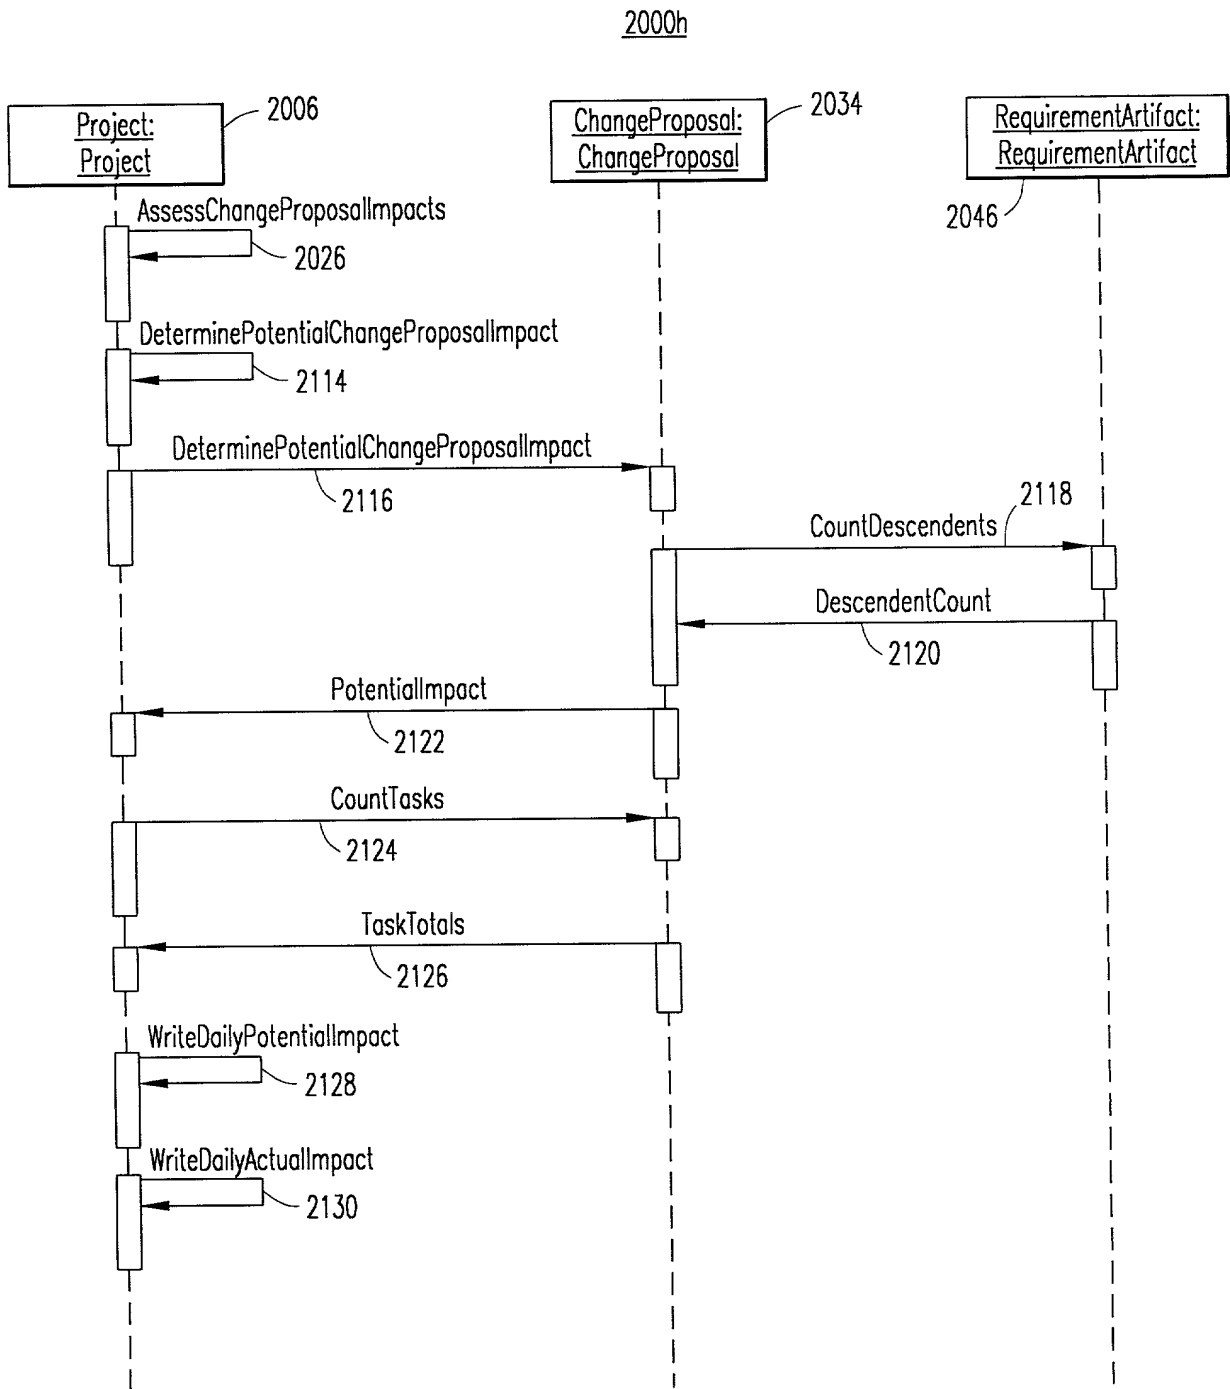 2000h
Project:
Project
2006
ChangeProposal:
ChangeProposal
2034
RequirementArtifact:
RequirementArtifact
2046
AssessChangeProposalImpacts
2026
DeterminePotentialChangeProposalImpact
2114
DeterminePotentialChangeProposalImpact
2116
CountDescendents
2118
DescendentCount
2120
PotentialImpact
2122
CountTasks
2124
TaskTotals
2126
WriteDailyPotentialImpact
2128
WriteDailyActualImpact
2130